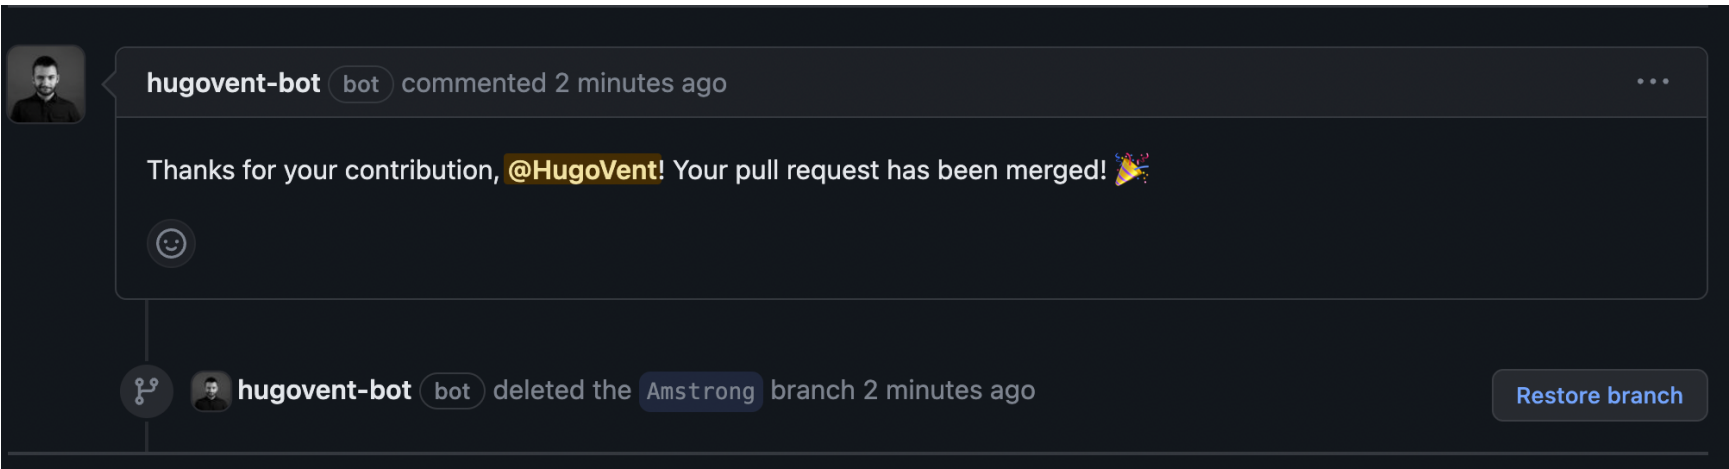 hugovent-bot bot commented 2 minutes ago
Thanks for your contribution, @HugoVent! Your pull request has been merged! 🎉
hugovent-bot bot deleted the Amstrong branch 2 minutes ago
Restore branch